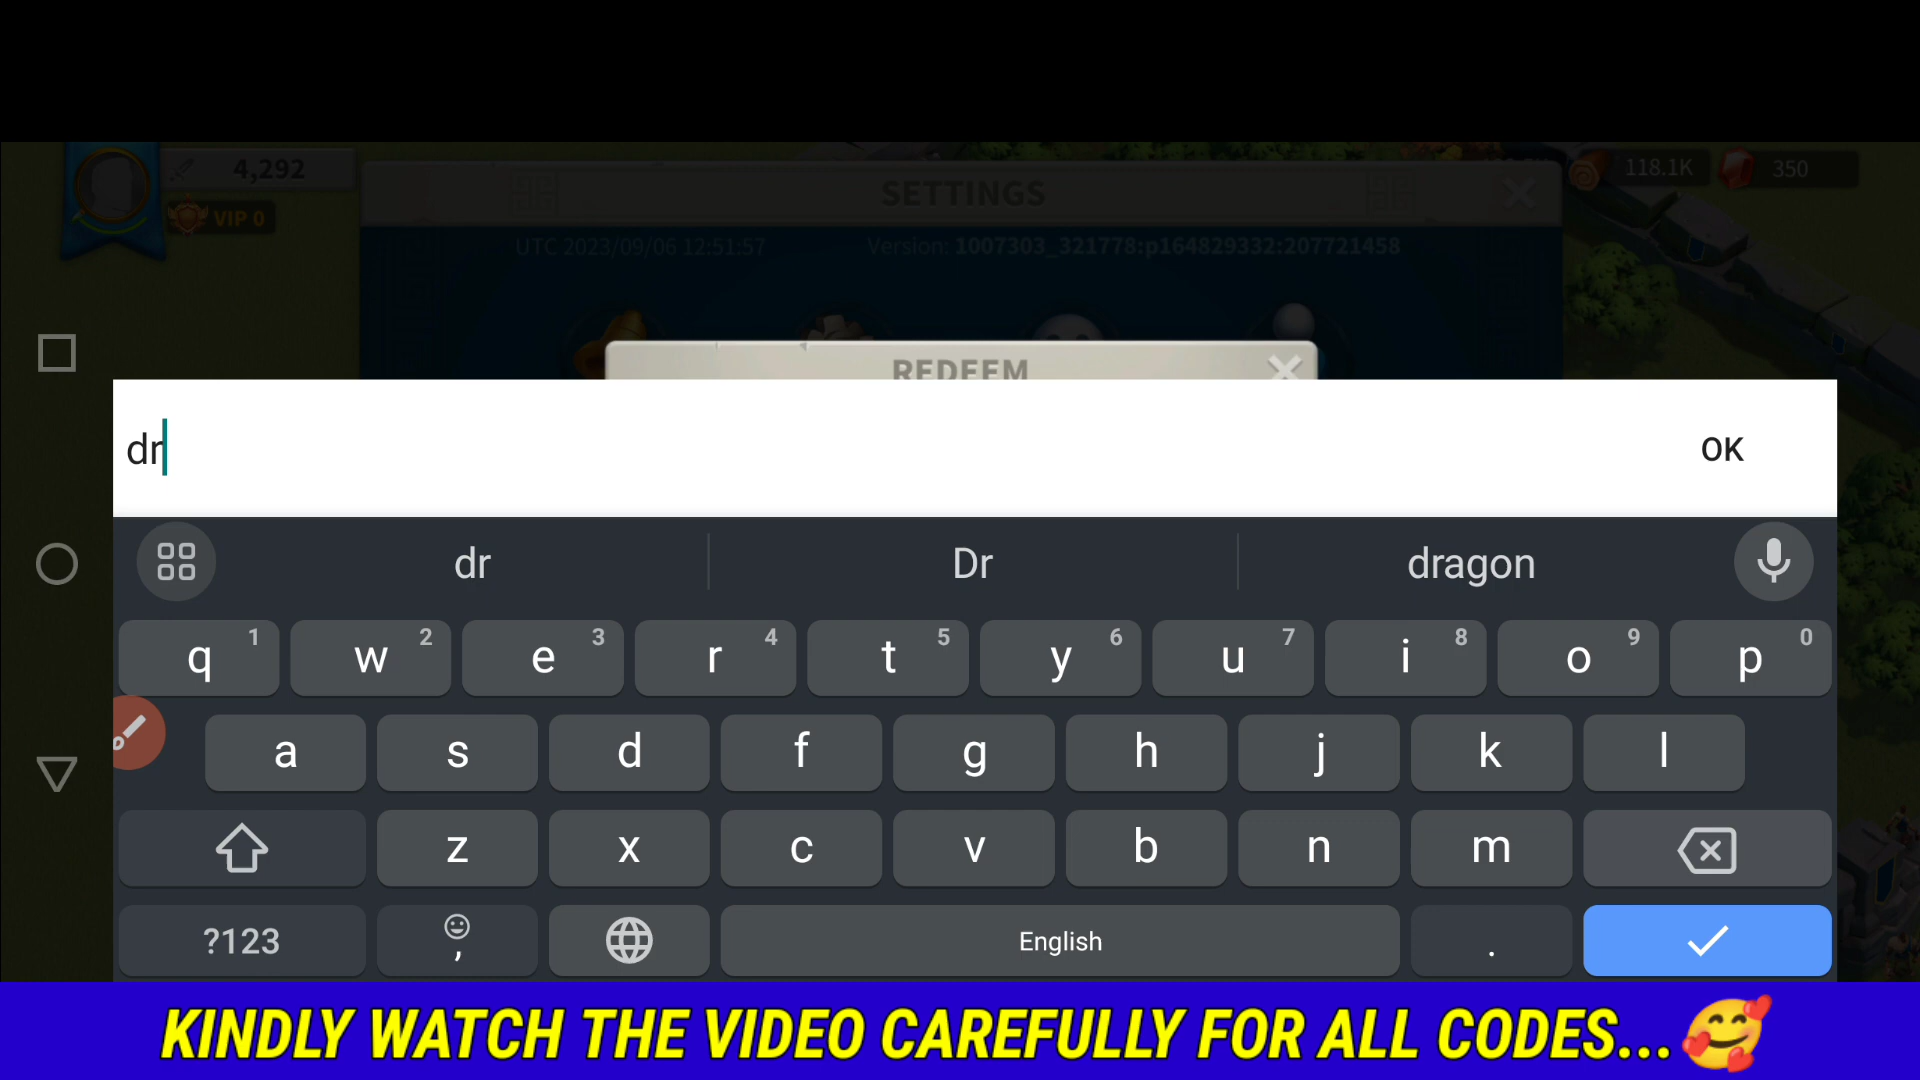 4,292
VIP 0
SETTINGS
118.1K
350
UTC 2023/09/06 12:51:57
Version: 1007303_321778:p164829332:207721458
REDEEM
dr
OK
dr
Dr
dragon
q 1 w 2 e 3 r 4 t 5 y 6 u 7 i 8 o 9 p 0
a s d f g h j k l
z x c v b n m
?123 , English .
KINDLY WATCH THE VIDEO CAREFULLY FOR ALL CODES...